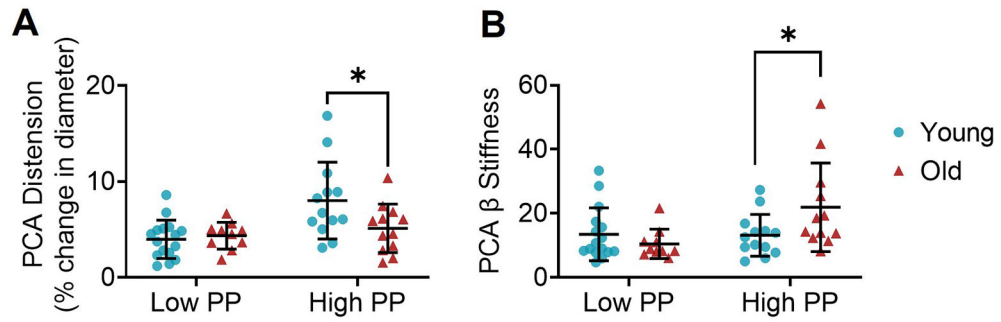 A
PCA Distension
(% change in diameter)
20
10
0
*
Low PP
High PP
B
PCA β Stiffness
60
40
20
0
*
Low PP
High PP
Young
Old